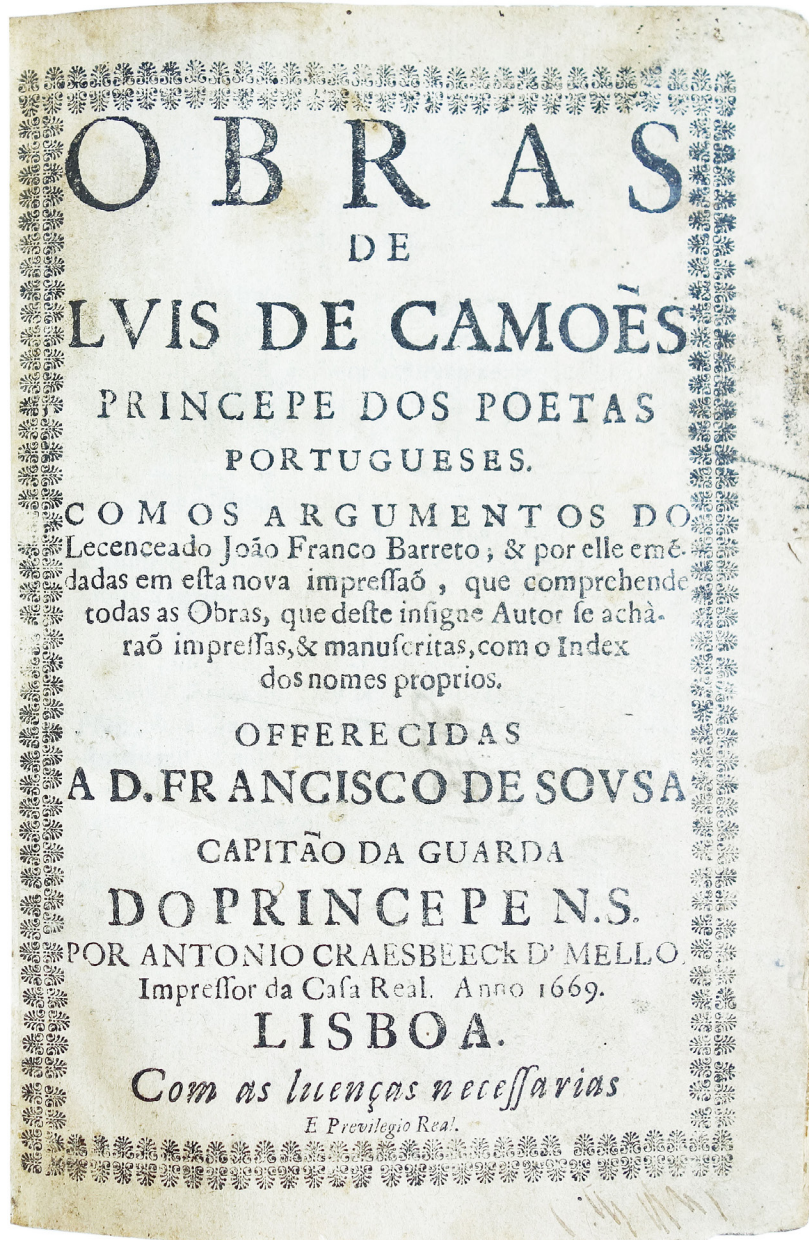 OBRAS
DE
LVIS DE CAMOẼS
PRINCEPE DOS POETAS
PORTUGUESES.
COM OS ARGUMENTOS DO
Lecenceado João Franco Barreto; & por elle emẽ-
dadas em eſta nova impreſſaõ, que comprehende
todas as Obras, que deſte inſigne Autor ſe achà-
raõ impreſſas, & manuſcritas, com o Index
dos nomes proprios.
OFFERECIDAS
A D. FRANCISCO DE SOVSA
CAPITÃO DA GUARDA
DO PRINCEPE N.S.
POR ANTONIO CRAESBEECk D' MELLO.
Impreſſor da Caſa Real. Anno 1669.
LISBOA.
Com as licenças neceſſarias
E Previlegio Real.